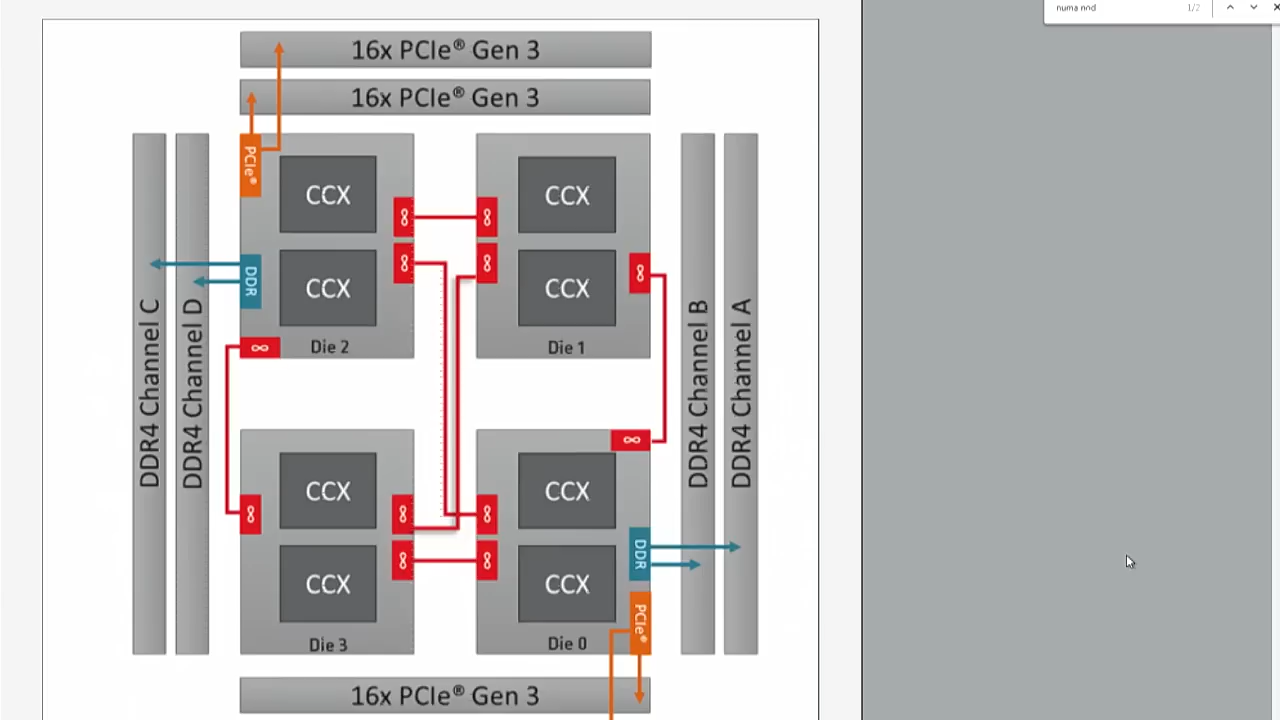 numa nod
1/2
16x PCIe® Gen 3
16x PCIe® Gen 3
PCIe®
CCX
CCX
CCX
CCX
DDR
Die 2
Die 1
DDR4 Channel C
DDR4 Channel D
DDR4 Channel B
DDR4 Channel A
CCX
CCX
CCX
CCX
DDR
PCIe®
Die 3
Die 0
16x PCIe® Gen 3